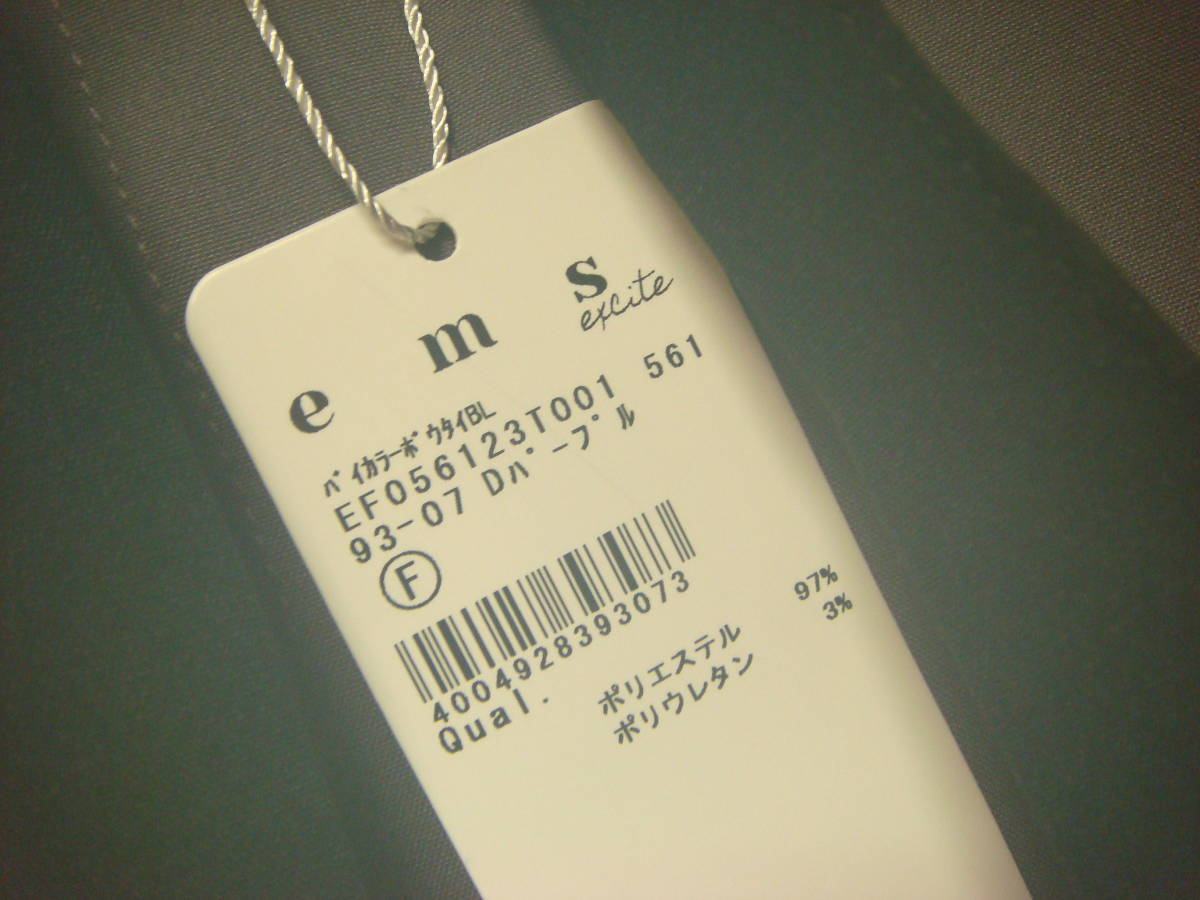 e m s
excite
ﾊﾞｲｶﾗｰﾎﾞｳﾀｲBL
EF056123T001 561
93-07 Dﾊﾟｰﾌﾟﾙ
F
4004928393073
Qual. ポリエステル 97%
ポリウレタン 3%